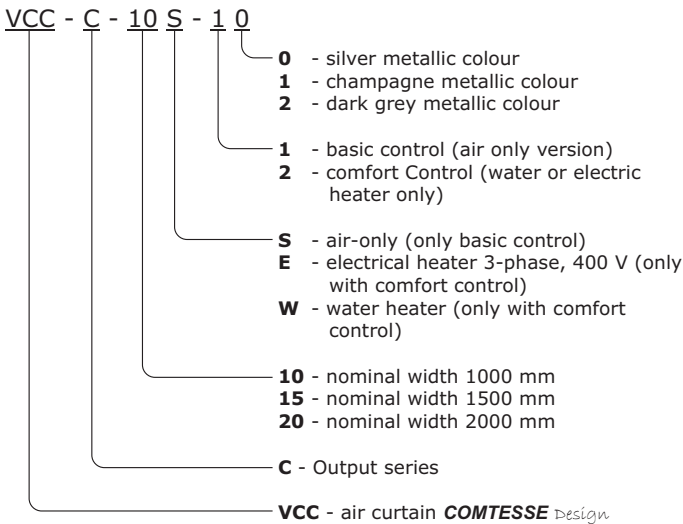 VCC - C - 10 S - 1 0
0 - silver metallic colour
1 - champagne metallic colour
2 - dark grey metallic colour
1 - basic control (air only version)
2 - comfort Control (water or electric
heater only)
S - air-only (only basic control)
E - electrical heater 3-phase, 400 V (only
with comfort control)
W - water heater (only with comfort
control)
10 - nominal width 1000 mm
15 - nominal width 1500 mm
20 - nominal width 2000 mm
C - Output series
VCC - air curtain COMTESSE Design